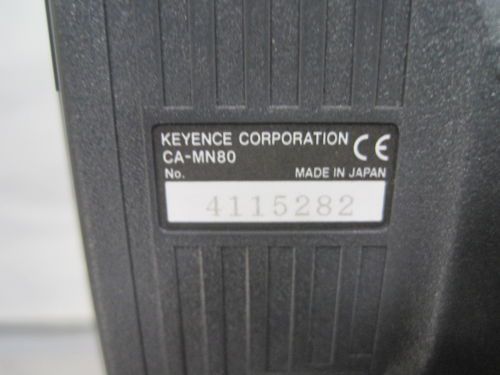 KEYENCE CORPORATION CE
CA-MN80
No. MADE IN JAPAN
4115282